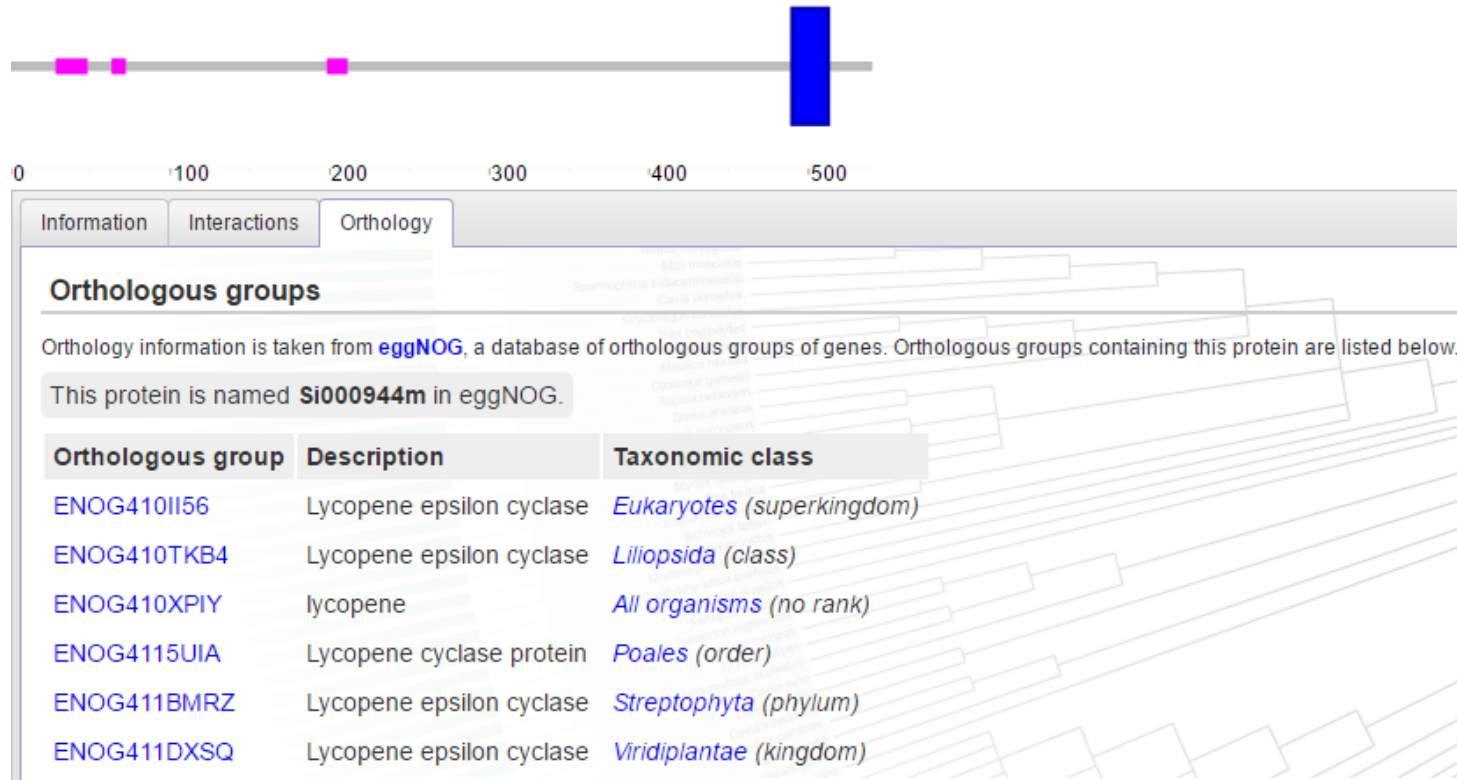 0 100 200 300 400 500
Information Interactions Orthology
Orthologous groups
Orthology information is taken from eggNOG, a database of orthologous groups of genes. Orthologous groups containing this protein are listed below.
This protein is named Si000944m in eggNOG.
Orthologous group Description Taxonomic class
ENOG410II56 Lycopene epsilon cyclase Eukaryotes (superkingdom)
ENOG410TKB4 Lycopene epsilon cyclase Liliopsida (class)
ENOG410XPIY lycopene All organisms (no rank)
ENOG4115UIA Lycopene cyclase protein Poales (order)
ENOG411BMRZ Lycopene epsilon cyclase Streptophyta (phylum)
ENOG411DXSQ Lycopene epsilon cyclase Viridiplantae (kingdom)